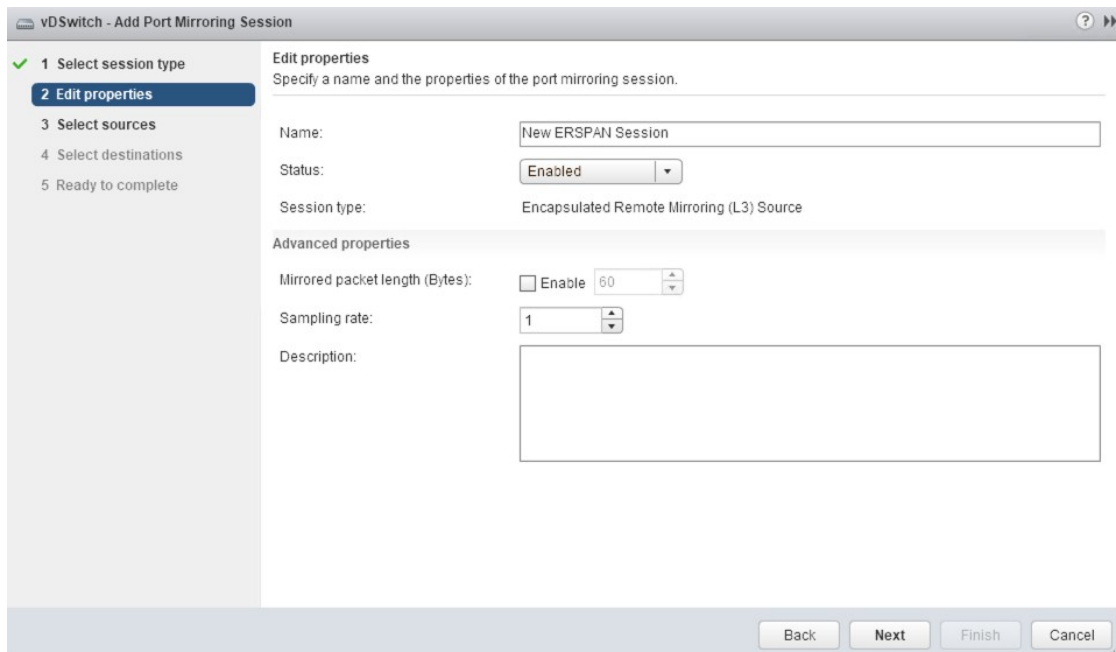 vDSwitch - Add Port Mirroring Session
?
1 Select session type
2 Edit properties
3 Select sources
4 Select destinations
5 Ready to complete
Edit properties
Specify a name and the properties of the port mirroring session.
Name: New ERSPAN Session
Status: Enabled
Session type: Encapsulated Remote Mirroring (L3) Source
Advanced properties
Mirrored packet length (Bytes): Enable 60
Sampling rate: 1
Description:
Back Next Finish Cancel